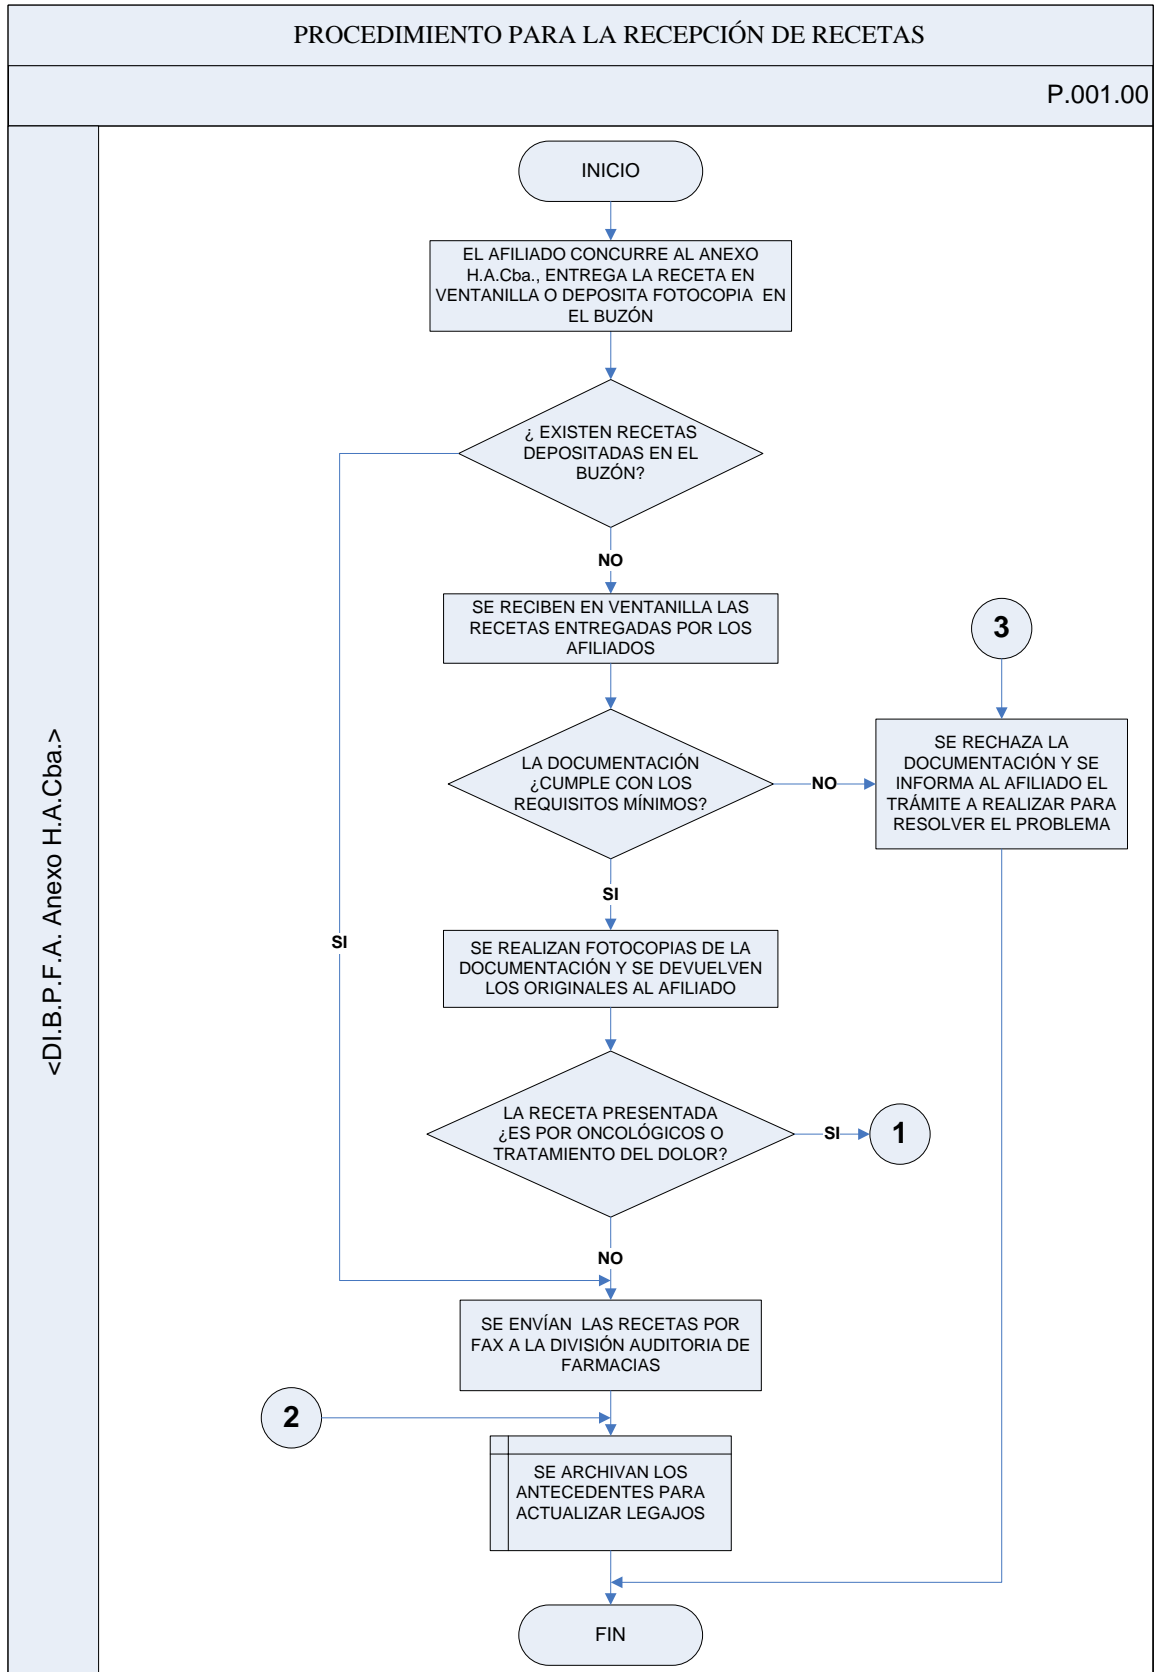 PROCEDIMIENTO PARA LA RECEPCIÓN DE RECETAS
P.001.00
<DI.B.P.F.A. Anexo H.A.Cba.>
INICIO
EL AFILIADO CONCURRE AL ANEXO
H.A.Cba., ENTREGA LA RECETA EN
VENTANILLA O DEPOSITA FOTOCOPIA EN
EL BUZÓN
¿ EXISTEN RECETAS
DEPOSITADAS EN EL
BUZÓN?
NO
SE RECIBEN EN VENTANILLA LAS
RECETAS ENTREGADAS POR LOS
AFILIADOS
3
LA DOCUMENTACIÓN
¿CUMPLE CON LOS
REQUISITOS MÍNIMOS?
NO
SE RECHAZA LA
DOCUMENTACIÓN Y SE
INFORMA AL AFILIADO EL
TRÁMITE A REALIZAR PARA
RESOLVER EL PROBLEMA
SI
SI
SE REALIZAN FOTOCOPIAS DE LA
DOCUMENTACIÓN Y SE DEVUELVEN
LOS ORIGINALES AL AFILIADO
LA RECETA PRESENTADA
¿ES POR ONCOLÓGICOS O
TRATAMIENTO DEL DOLOR?
SI
1
NO
SE ENVÍAN LAS RECETAS POR
FAX A LA DIVISIÓN AUDITORIA DE
FARMACIAS
2
SE ARCHIVAN LOS
ANTECEDENTES PARA
ACTUALIZAR LEGAJOS
FIN